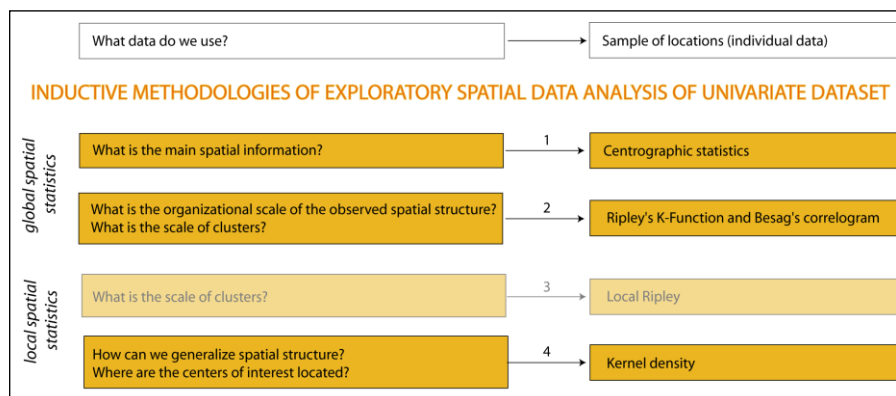 What data do we use?
Sample of locations (individual data)
INDUCTIVE METHODOLOGIES OF EXPLORATORY SPATIAL DATA ANALYSIS OF UNIVARIATE DATASET
global spatial
statistics
What is the main spatial information?
1
Centrographic statistics
What is the organizational scale of the observed spatial structure?
What is the scale of clusters?
2
Ripley's K-Function and Besag's correlogram
local spatial
statistics
What is the scale of clusters?
3
Local Ripley
How can we generalize spatial structure?
Where are the centers of interest located?
4
Kernel density